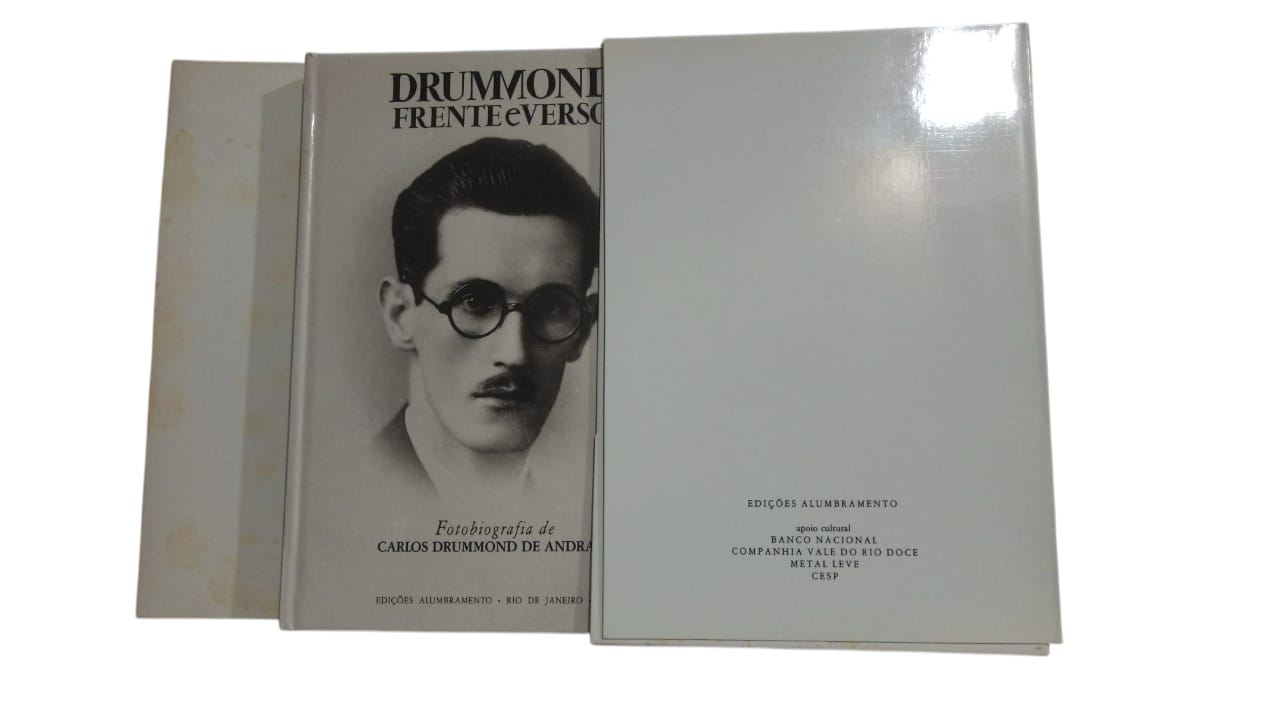 DRUMMOND
FRENTE e VERSO
Fotobiografia de
CARLOS DRUMMOND DE ANDRA
EDIÇÕES ALUMBRAMENTO • RIO DE JANEIRO •
EDIÇÕES ALUMBRAMENTO
apoio cultural
BANCO NACIONAL
COMPANHIA VALE DO RIO DOCE
METAL LEVE
CESP